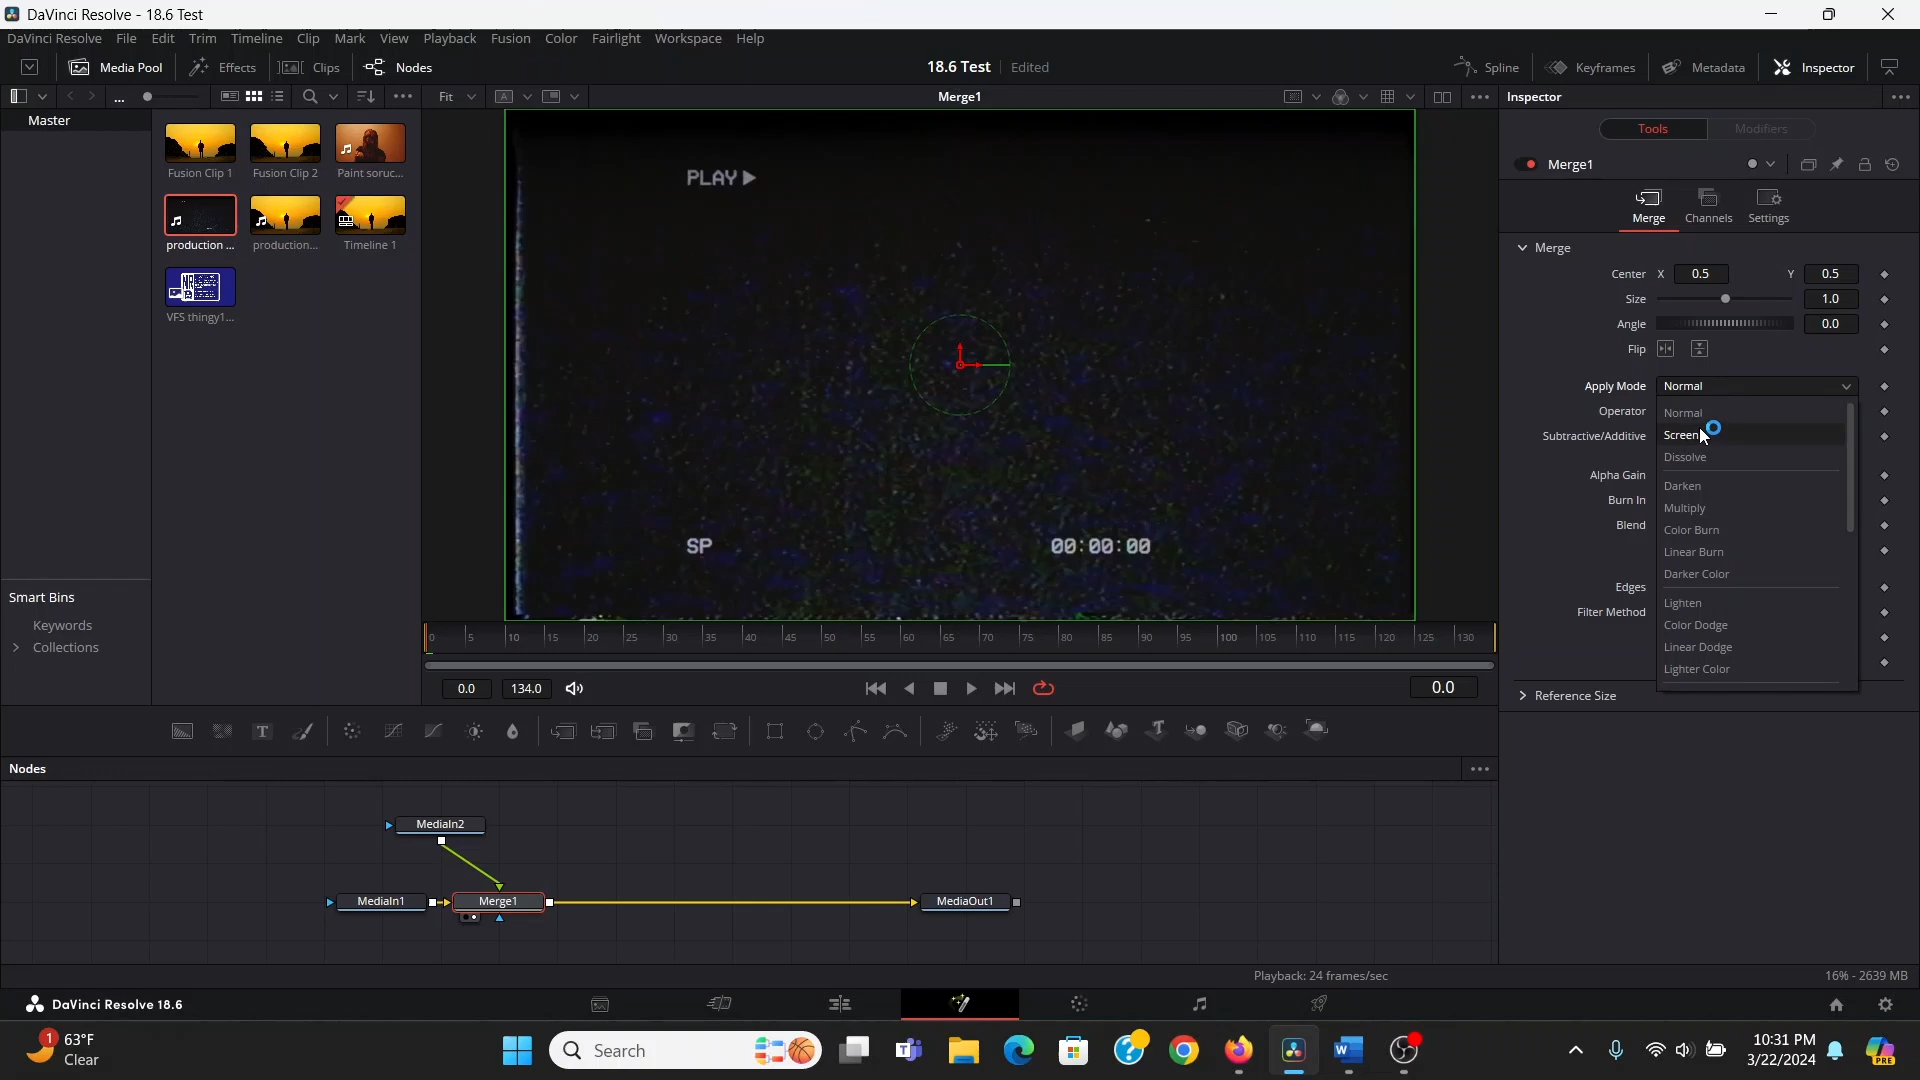 DaVinci Resolve - 18.6 Test
DaVinci Resolve File Edit Trim Timeline Clip Mark View Playback Fusion Color Fairlight Workspace Help
Media Pool Effects Clips Nodes 18.6 Test Edited Spline Keyframes Metadata Inspector
... Fit Merge1 Inspector
Master
Fusion Clip 1 Fusion Clip 2 Paint soruc...
production ... production... Timeline 1
VFS thingy1...
Smart Bins
Keywords
Collections
PLAY
SP 00:00:00
0 5 10 15 20 25 30 35 40 45 50 55 60 65 70 75 80 85 90 95 100 105 110 115 120 125 130
0.0 134.0 0.0
Tools Modifiers
Merge1
Merge Channels Settings
Merge
Center X 0.5 Y 0.5
Size 1.0
Angle 0.0
Flip
Apply Mode Normal
Operator
Subtractive/Additive
Alpha Gain
Burn In
Blend
Edges
Filter Method
Normal
Screen
Dissolve
Darken
Multiply
Color Burn
Linear Burn
Darker Color
Lighten
Color Dodge
Linear Dodge
Lighter Color
Reference Size
Nodes
MediaIn2
MediaIn1 Merge1 MediaOut1
Playback: 24 frames/sec 16% - 2639 MB
DaVinci Resolve 18.6
1 63°F
Clear
Search
10:31 PM
3/22/2024
PRE